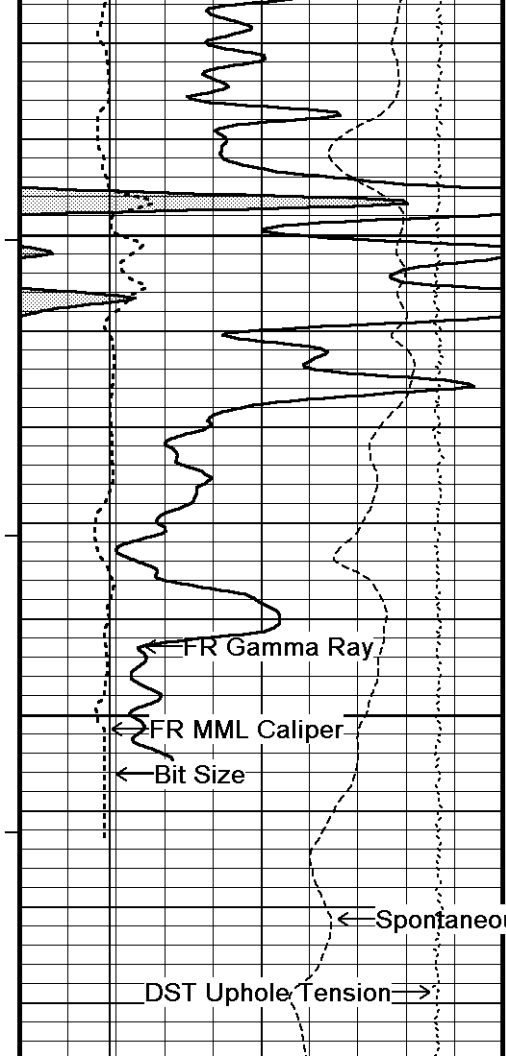 FR Gamma Ray
FR MML Caliper
Bit Size
Spontaneou
DST Uphole Tension